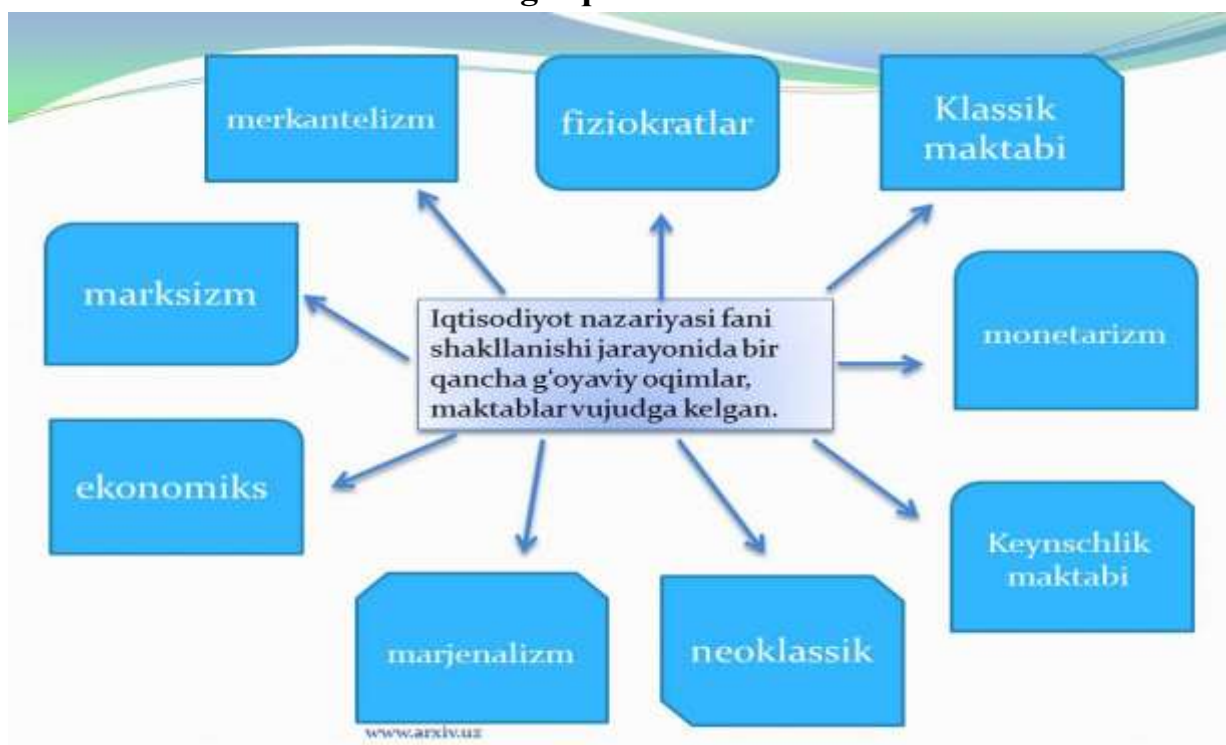 merkantelizm
fiziokratlar
Klassik
maktabi
marksizm
Iqtisodiyot nazariyasi fani
shakllanishi jarayonida bir
qancha g‘oyaviy oqimlar,
maktablar vujudga kelgan.
monetarizm
ekonomiks
Keynschlik
maktabi
marjenalizm
neoklassik
www.arxiv.uz